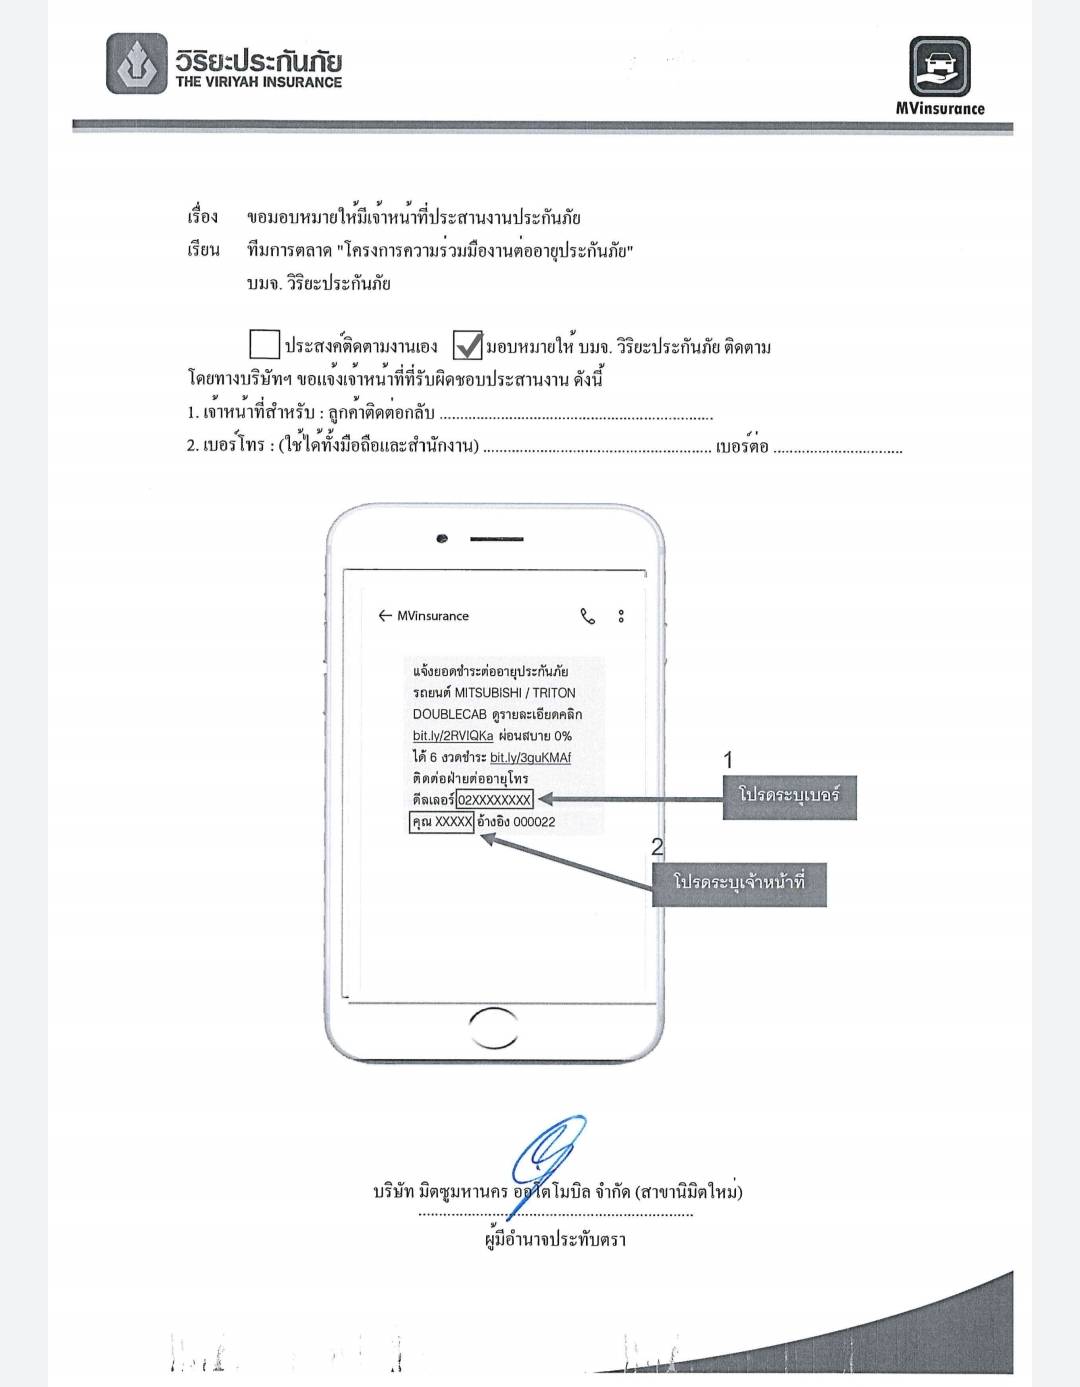 วิริยะประกันภัย
THE VIRIYAH INSURANCE
MVinsurance
เรื่อง ขอมอบหมายให้มีเจ้าหน้าที่ประสานงานประกันภัย
เรียน ทีมการตลาด "โครงการความร่วมมืองานต่ออายุประกันภัย"
บมจ. วิริยะประกันภัย
ประสงค์ติดตามงานเอง มอบหมายให้ บมจ. วิริยะประกันภัย ติดตาม
โดยทางบริษัทฯ ขอแจ้งเจ้าหน้าที่ที่รับผิดชอบประสานงาน ดังนี้
1. เจ้าหน้าที่สำหรับ : ลูกค้าติดต่อกลับ ..........................................................
2. เบอร์โทร : (ใช้ได้ทั้งมือถือและสำนักงาน) ................................................ เบอร์ต่อ ...........................
← MVinsurance
แจ้งยอดชำระต่ออายุประกันภัย
รถยนต์ MITSUBISHI / TRITON
DOUBLECAB ดูรายละเอียดคลิก
bit.ly/2RVIQKa ผ่อนสบาย 0%
ได้ 6 งวดชำระ bit.ly/3guKMAf
ติดต่อฝ่ายต่ออายุโทร
ดีลเลอร์ 02XXXXXXXX
คุณ XXXXX อ้างอิง 000022
1
โปรดระบุเบอร์
2
โปรดระบุเจ้าหน้าที่
บริษัท มิตซูมหานคร ออโตโมบิล จำกัด (สาขานิมิตใหม่)
ผู้มีอำนาจประทับตรา